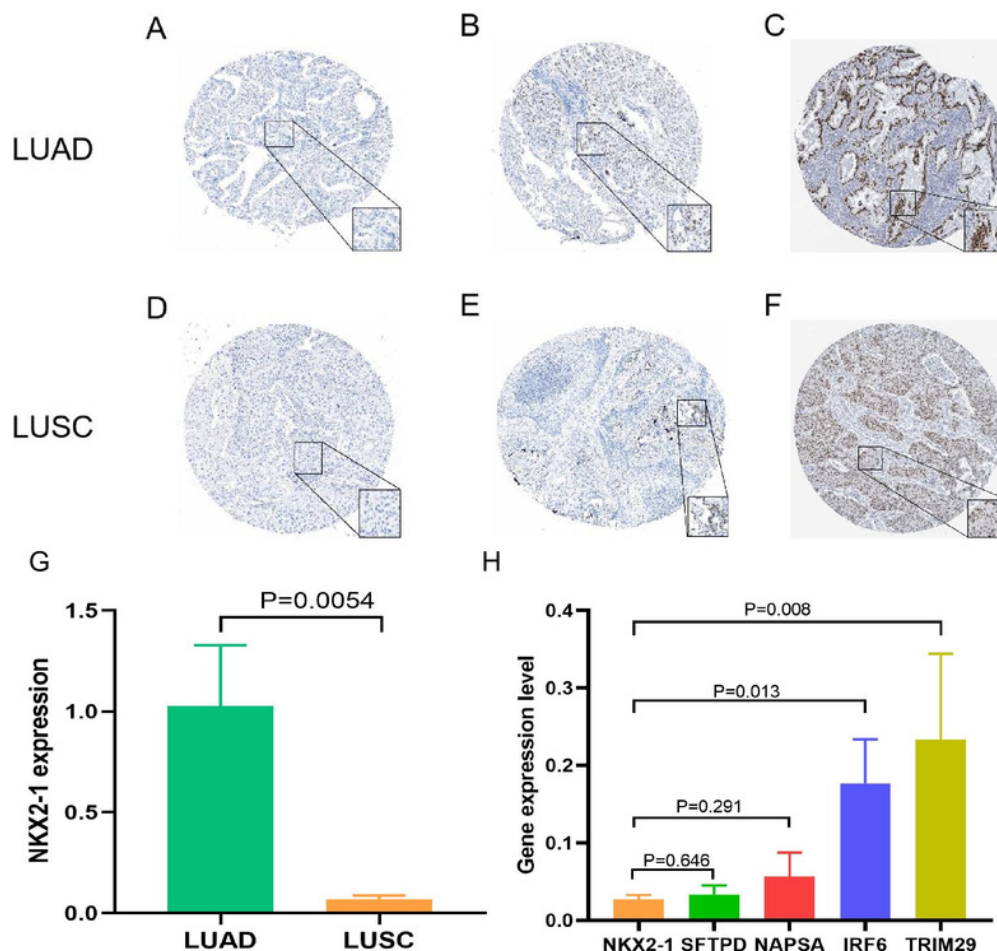 A
B
C
LUAD
D
E
F
LUSC
G
H
P=0.0054
NKX2-1 expression
1.5
1.0
0.5
0.0
LUAD
LUSC
Gene expression level
0.4
0.3
0.2
0.1
0.0
P=0.008
P=0.013
P=0.291
P=0.646
NKX2-1 SFTPD NAPSA IRF6 TRIM29